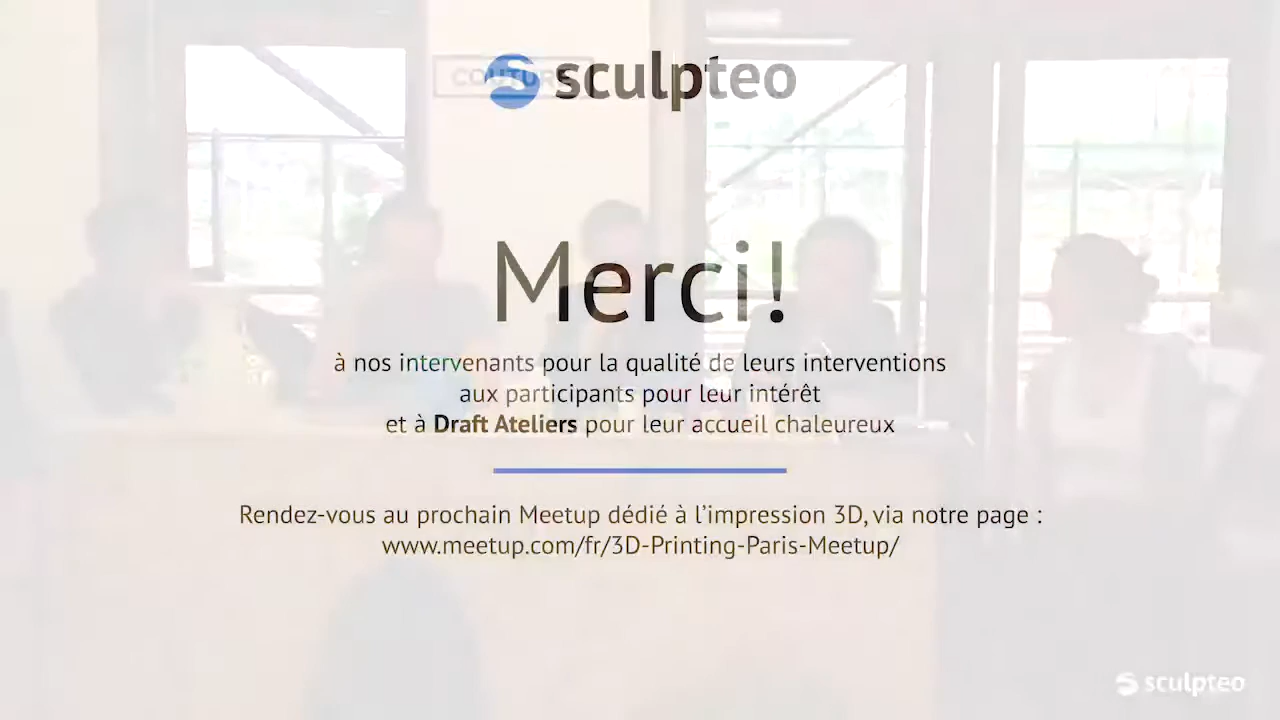 COUTURE
sculpteo
Merci!
à nos intervenants pour la qualité de leurs interventions
aux participants pour leur intérêt
et à Draft Ateliers pour leur accueil chaleureux
Rendez-vous au prochain Meetup dédié à l’impression 3D, via notre page :
www.meetup.com/fr/3D-Printing-Paris-Meetup/
sculpteo